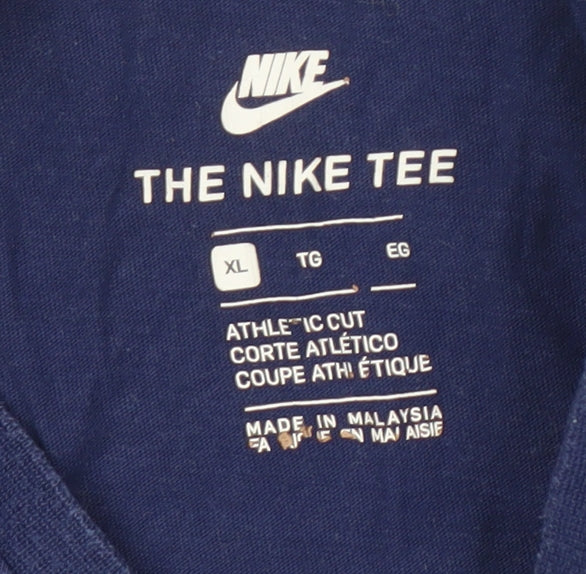 NIKE
THE NIKE TEE
XL TG EG
ATHLETIC CUT
CORTE ATLÉTICO
COUPE ATHLÉTIQUE
MADE IN MALAYSIA
EN MALAISIE